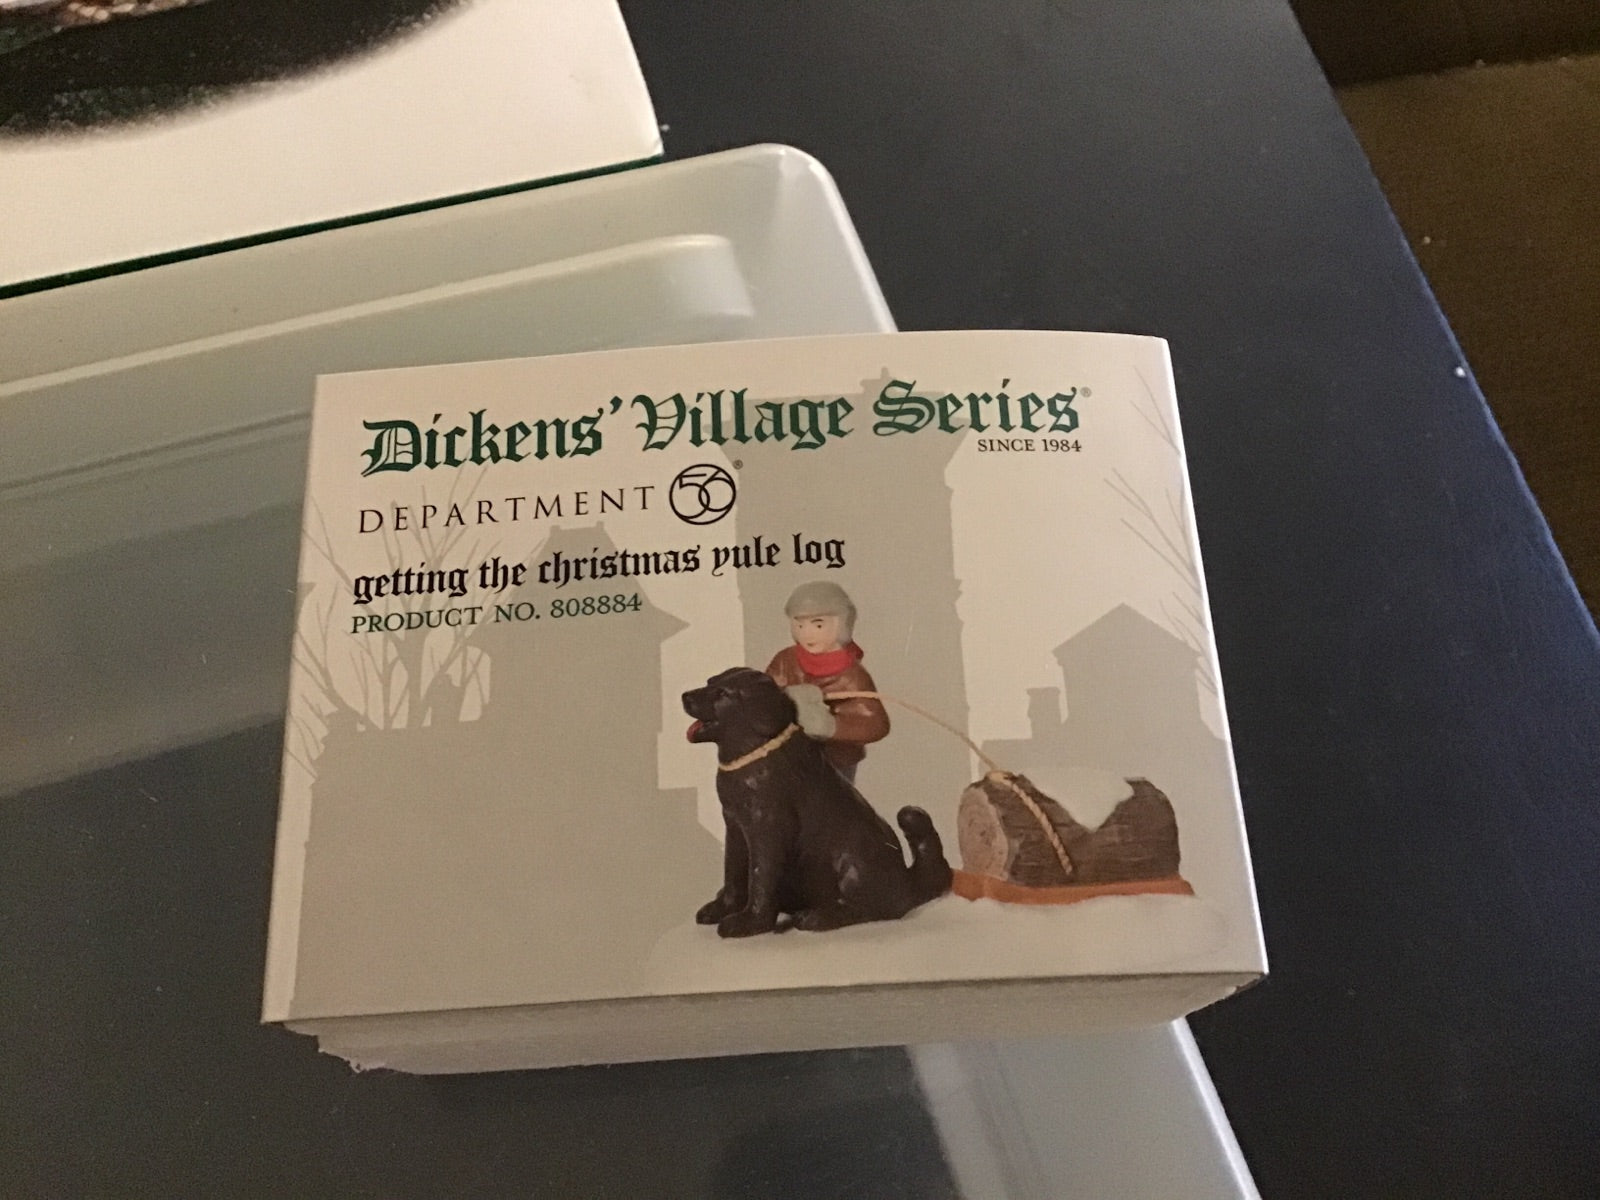 Dickens' Village Series®
SINCE 1984
DEPARTMENT 56®
getting the christmas yule log
PRODUCT NO. 808884